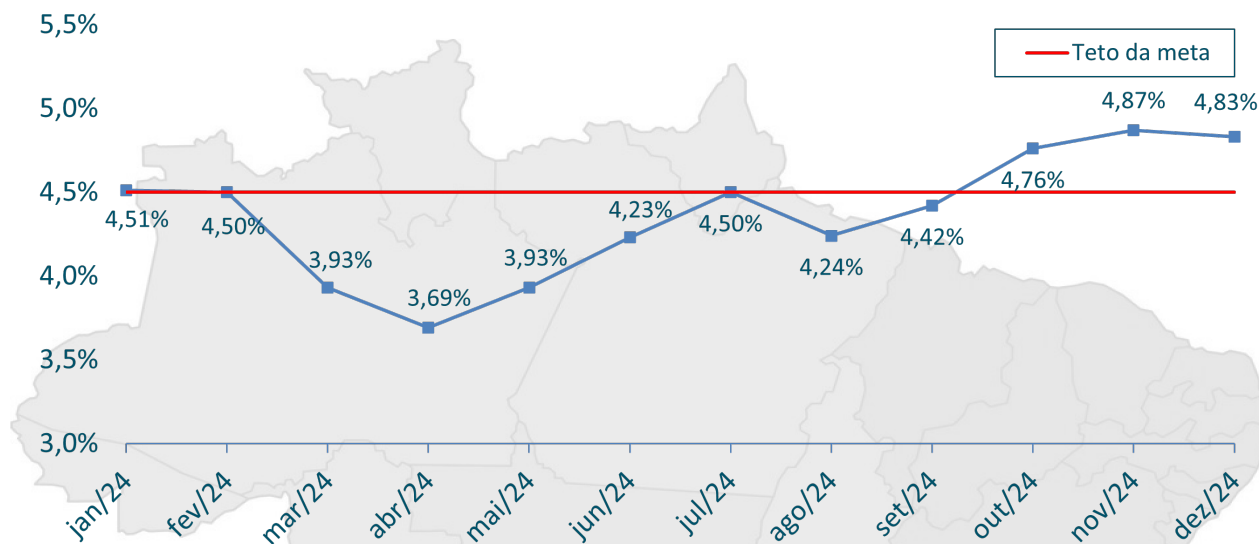 5,5%
5,0%
4,5%
4,0%
3,5%
3,0%
Teto da meta
4,51%
4,50%
3,93%
3,69%
3,93%
4,23%
4,50%
4,24%
4,42%
4,76%
4,87%
4,83%
jan/24
fev/24
mar/24
abr/24
mai/24
jun/24
jul/24
ago/24
set/24
out/24
nov/24
dez/24